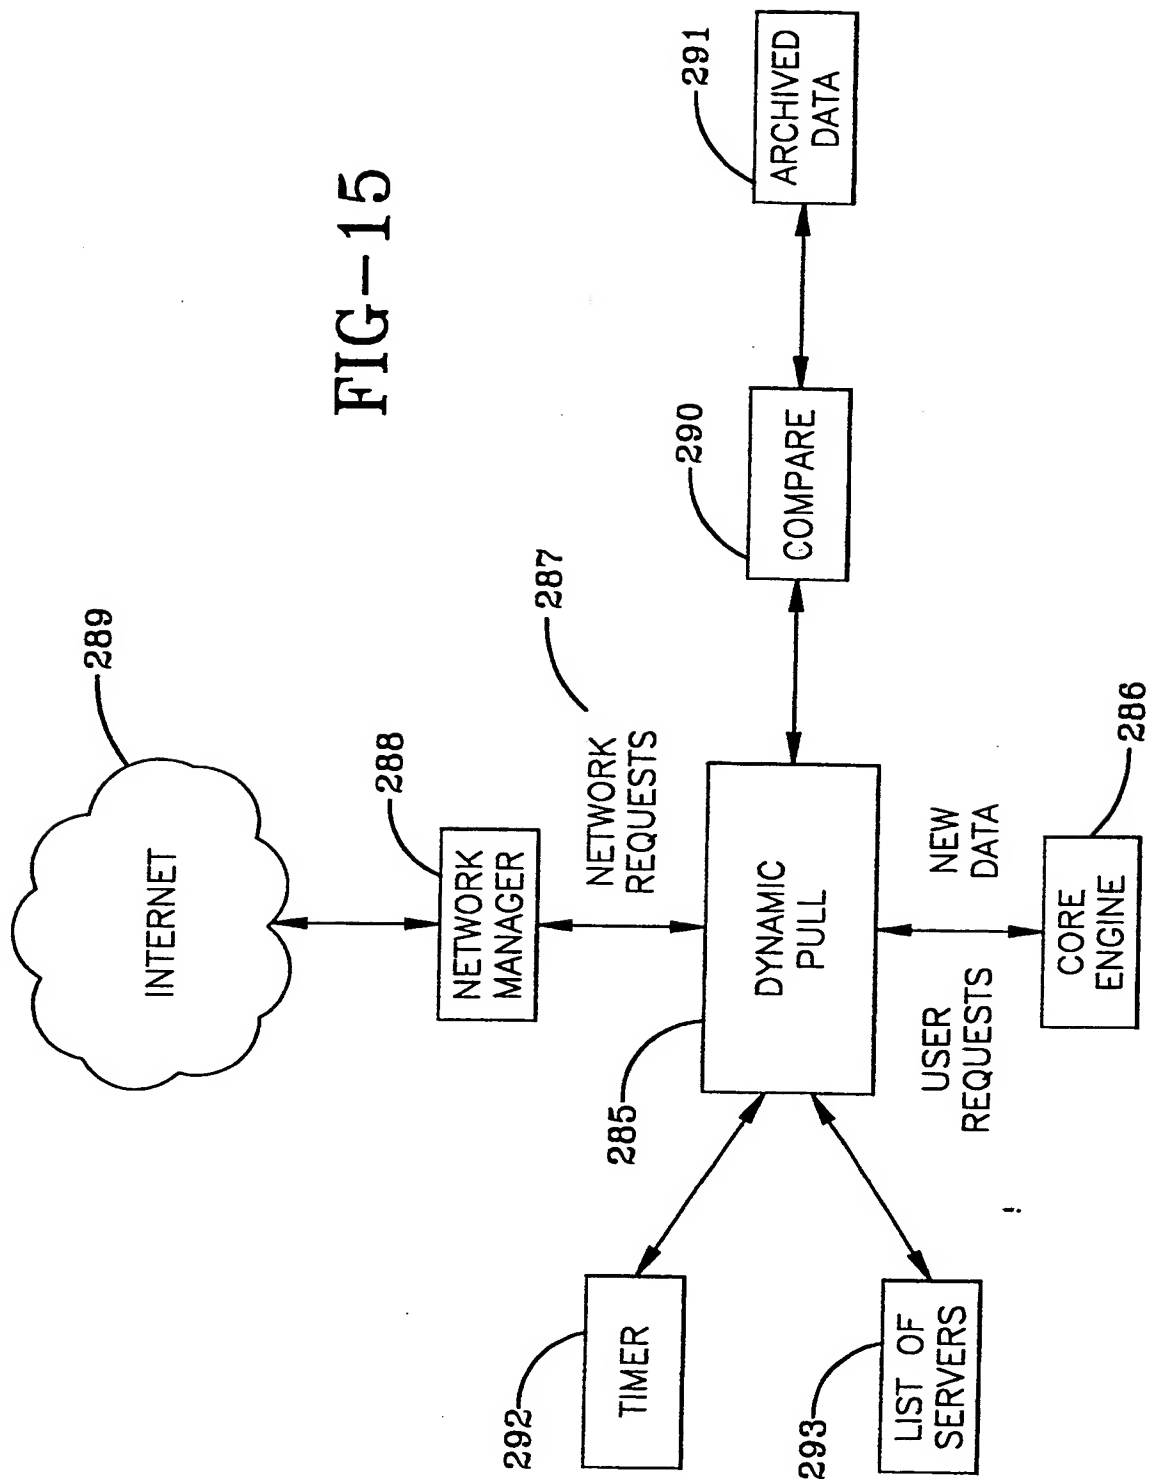 FIG-15
289
INTERNET
288
NETWORK
MANAGER
287
NETWORK
REQUESTS
292
TIMER
285
DYNAMIC
PULL
290
COMPARE
291
ARCHIVED
DATA
293
LIST OF
SERVERS
USER
REQUESTS
NEW
DATA
286
CORE
ENGINE